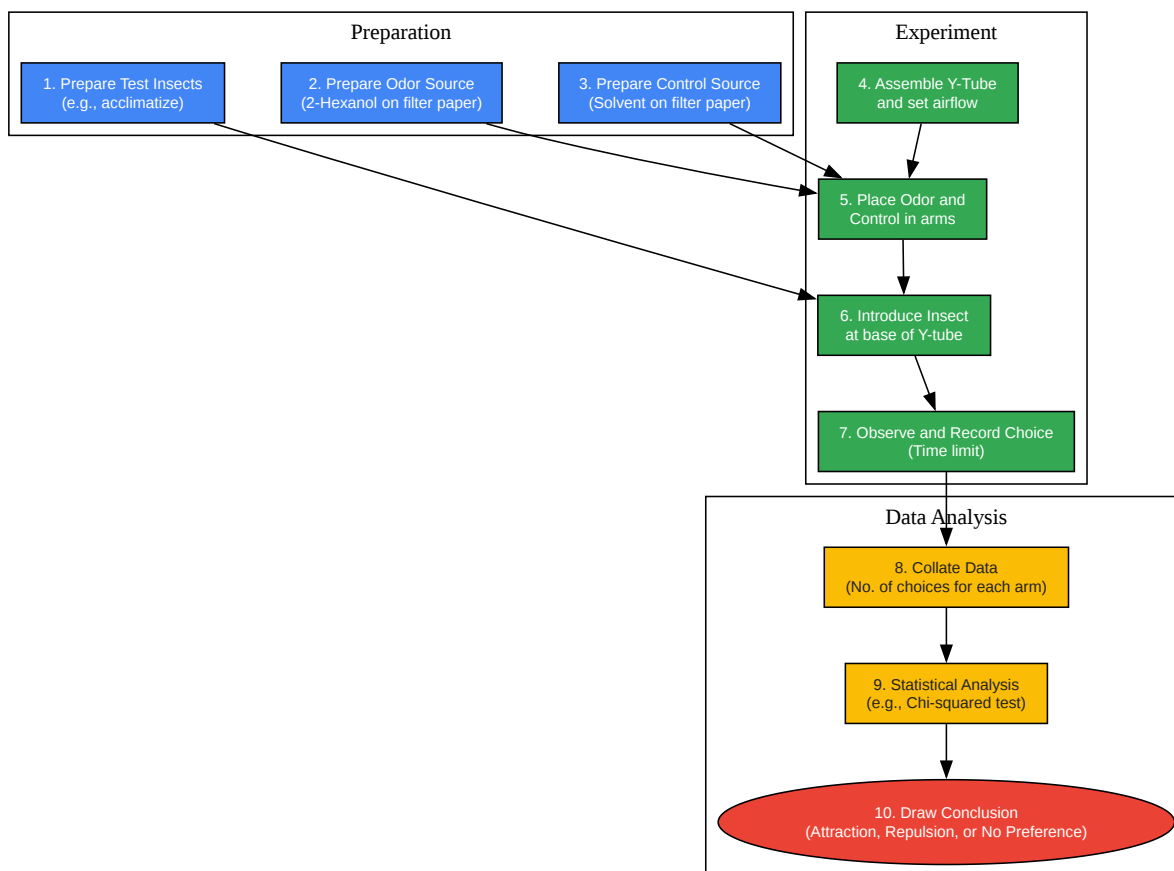 Preparation
1. Prepare Test Insects
(e.g., acclimatize)
2. Prepare Odor Source
(2-Hexanol on filter paper)
3. Prepare Control Source
(Solvent on filter paper)
Experiment
4. Assemble Y-Tube
and set airflow
5. Place Odor and
Control in arms
6. Introduce Insect
at base of Y-tube
7. Observe and Record Choice
(Time limit)
Data Analysis
8. Collate Data
(No. of choices for each arm)
9. Statistical Analysis
(e.g., Chi-squared test)
10. Draw Conclusion
(Attraction, Repulsion, or No Preference)